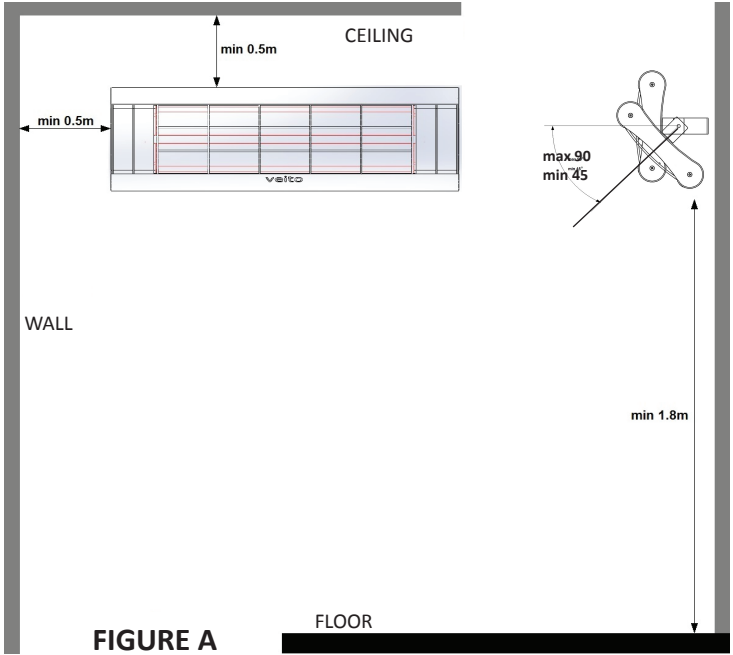 CEILING
min 0.5m
min 0.5m
veito
max 90
min 45
WALL
min 1.8m
FLOOR
FIGURE A